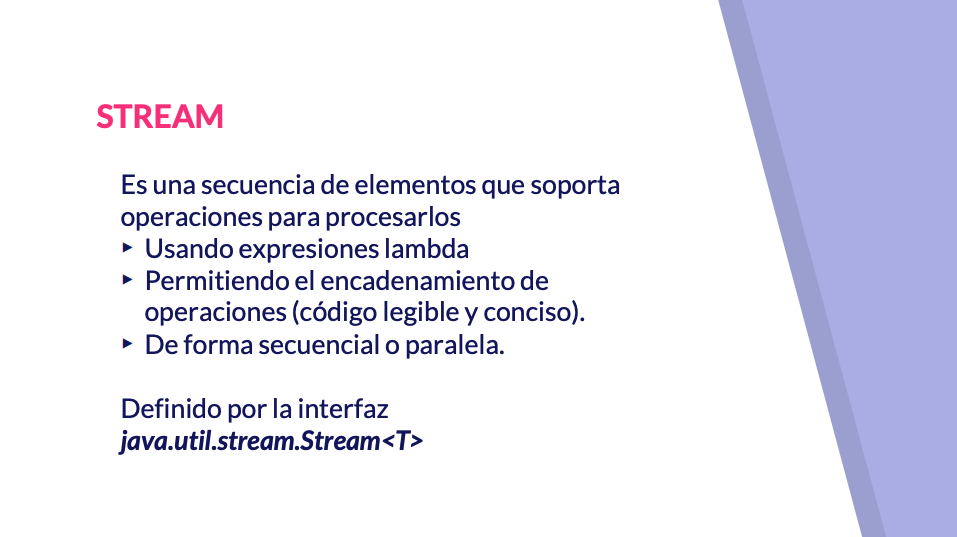 STREAM
Es una secuencia de elementos que soporta
operaciones para procesarlos
‣ Usando expresiones lambda
‣ Permitiendo el encadenamiento de
operaciones (código legible y conciso).
‣ De forma secuencial o paralela.
Definido por la interfaz
java.util.stream.Stream<T>